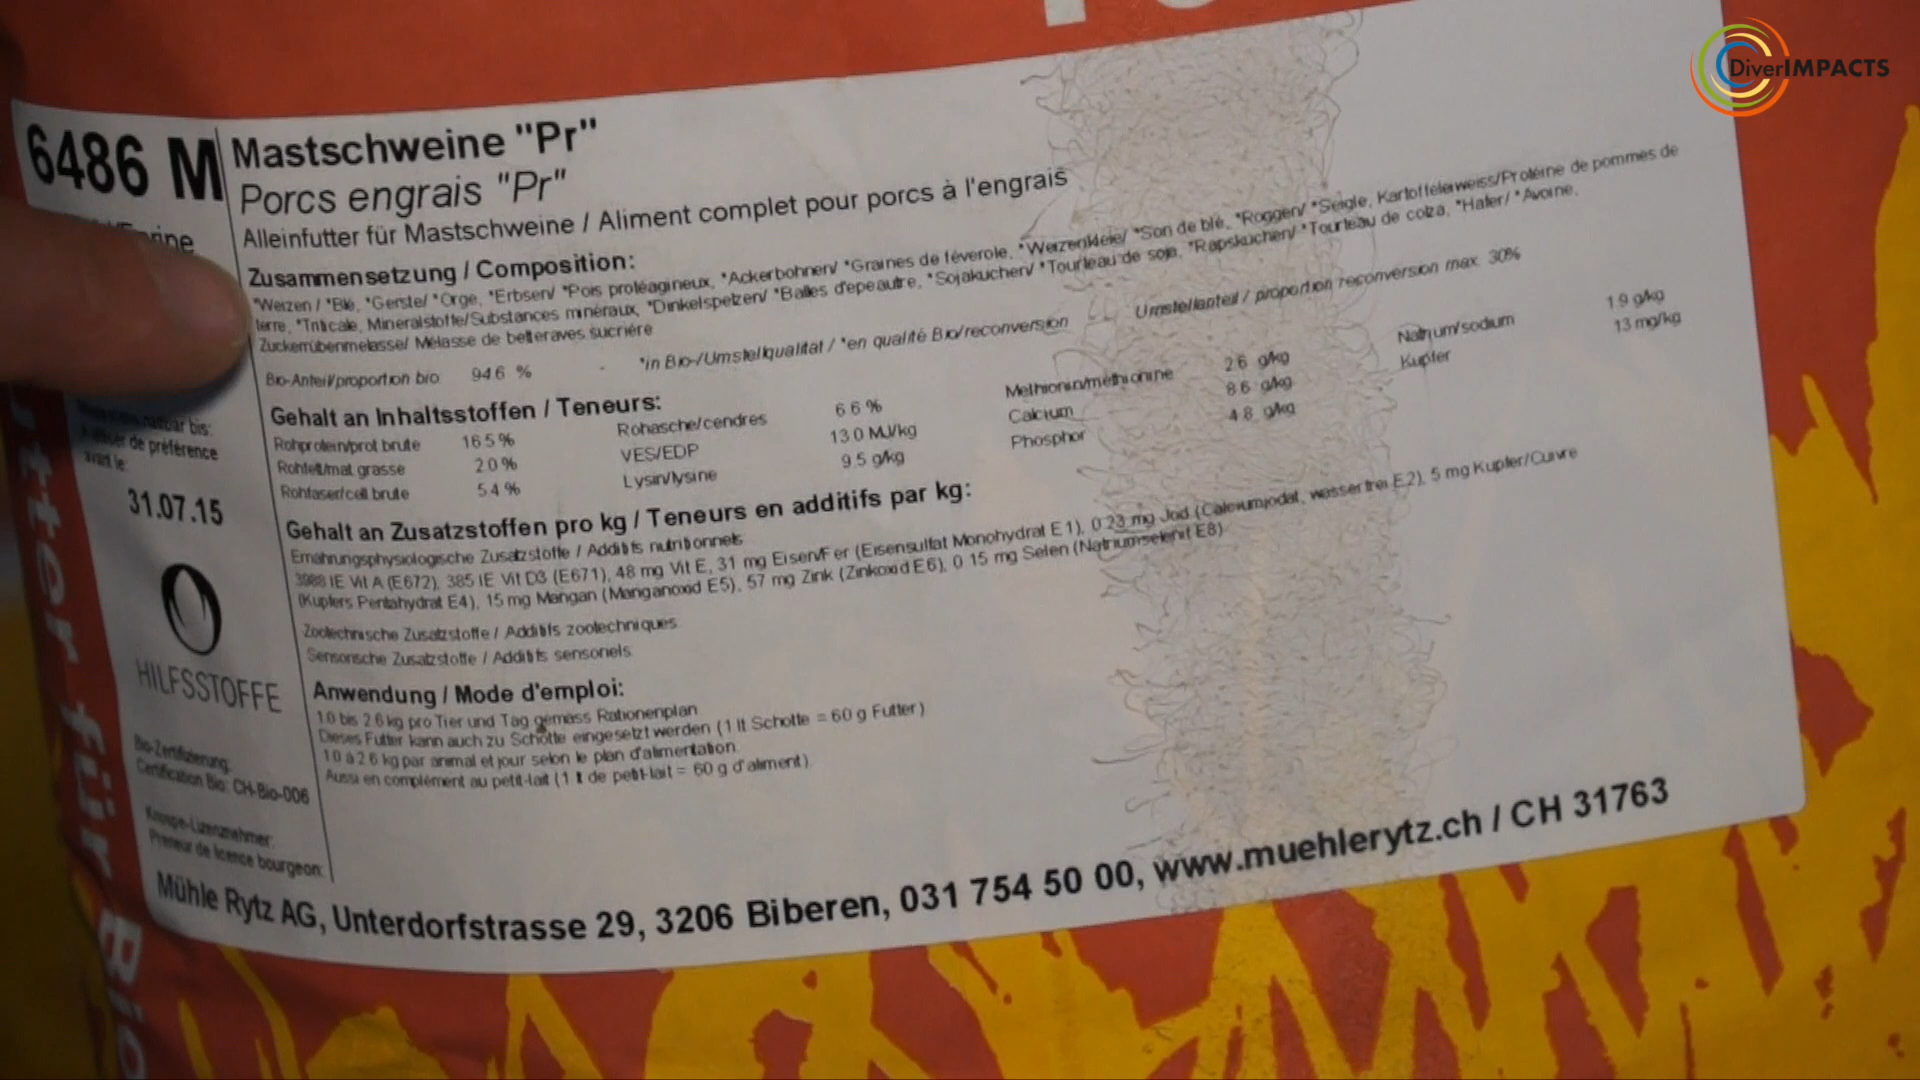 DiverIMPACTS
6486 M
Mastschweine "Pr"
Porcs engrais "Pr"
Alleinfutter für Mastschweine / Aliment complet pour porcs à l'engrais
Zusammensetzung / Composition:
*Weizen / *Blé, *Gerste/ *Orge, *Erbsen/ *Pois protéagineux, *Ackerbohnen/ *Graines de féverole, *Weizenkleie/ *Son de blé, *Roggen/ *Seigle, Kartoffeleiweiss/Protéine de pommes de
terre, *Triticale, Mineralstoffe/Substances minéraux, *Dinkelspelzen/ *Balles d'epeautre, *Sojakuchen/ *Tourteau de soja, *Rapskuchen/ *Tourteau de colza, *Hafer/ *Avoine,
Zuckerrübenmelasse/ Mélasse de betteraves sucrière
*in Bio-/Umstellqualität / *en qualité Bio/reconversion
Umstellanteil / proportion reconversion max. 30%
Bio-Anteil/proportion bio 94.6 %
Gehalt an Inhaltsstoffen / Teneurs:
Rohprotein/prot brute 16.5 % Rohasche/cendres 6.6 % Methionin/méthionine 2.6 g/kg Natrium/sodium 1.9 g/kg
Rohfett/mat. grasse 2.0 % VES/EDP 13.0 MJ/kg Calcium 8.6 g/kg Kupfer 13 mg/kg
Rohfaser/cell brute 5.4 % Lysin/lysine 9.5 g/kg Phosphor 4.8 g/kg
Gehalt an Zusatzstoffen pro kg / Teneurs en additifs par kg:
Ernährungsphysiologische Zusatzstoffe / Additifs nutritionnels
3988 IE Vit A (E672), 385 IE Vit D3 (E671), 48 mg Vit E, 31 mg Eisen/Fer (Eisensulfat Monohydrat E1), 0.23 mg Jod (Calciumjodat, wasserfrei E2), 5 mg Kupfer/Cuivre
(Kupfers Pentahydrat E4), 15 mg Mangan (Manganoxid E5), 57 mg Zink (Zinkoxid E6), 0.15 mg Selen (Natriumselenit E8)
Zootechnische Zusatzstoffe / Additifs zootechniques
Sensorische Zusatzstoffe / Additifs sensoriels
Anwendung / Mode d'emploi:
1.0 bis 2.6 kg pro Tier und Tag gemäss Rationenplan
Dieses Futter kann auch zu Schotte eingesetzt werden (1 lt Schotte = 60 g Futter)
1.0 à 2.6 kg par animal et jour selon le plan d'alimentation.
Aussi en complément au petit-lait (1 lt de petit-lait = 60 g d'aliment)
haltbar bis:
de préférence
avant le:
31.07.15
HILFSSTOFFE
Bio-Zertifizierung:
Certification Bio: CH-Bio-006
Knospe-Lizenznehmer:
Preneur de licence bourgeon:
Mühle Rytz AG, Unterdorfstrasse 29, 3206 Biberen, 031 754 50 00, www.muehlerytz.ch / CH 31763
für Bio